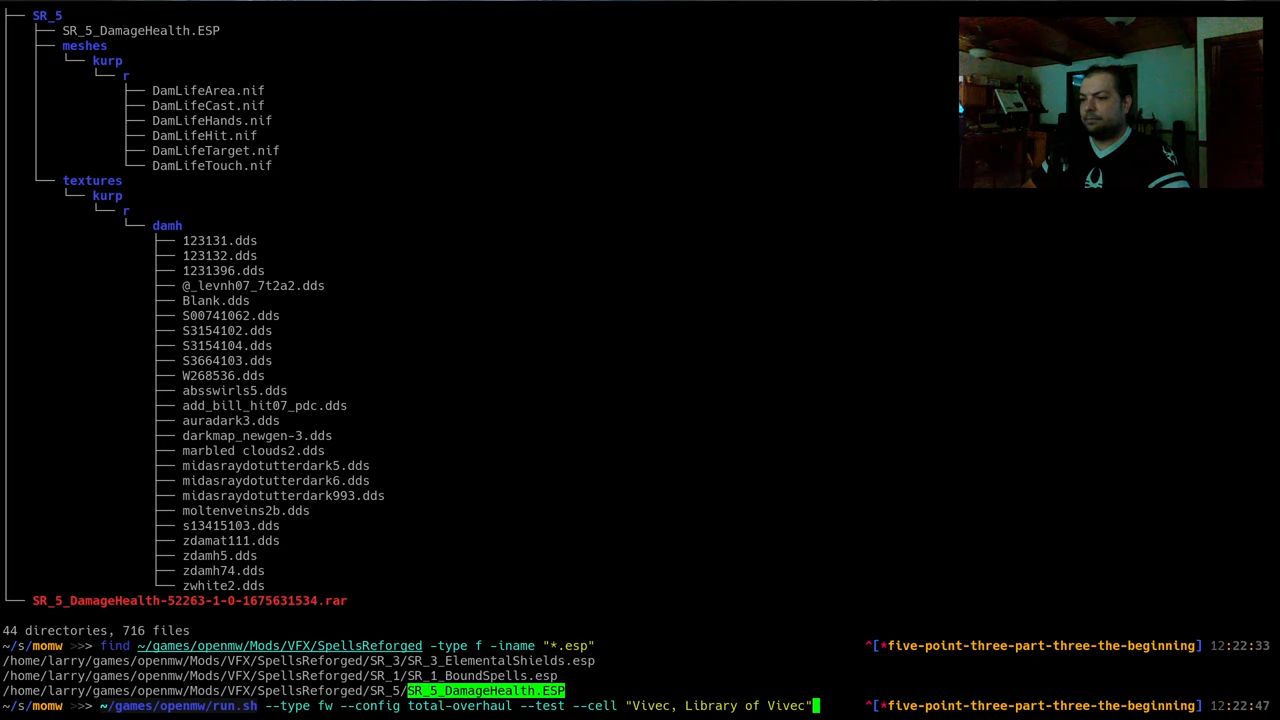 ├── SR_5
│   ├── SR_5_DamageHealth.ESP
│   ├── meshes
│   │   └── kurp
│   │       └── r
│   │           ├── DamLifeArea.nif
│   │           ├── DamLifeCast.nif
│   │           ├── DamLifeHands.nif
│   │           ├── DamLifeHit.nif
│   │           ├── DamLifeTarget.nif
│   │           └── DamLifeTouch.nif
│   └── textures
│       └── kurp
│           └── r
│               └── damh
│                   ├── 123131.dds
│                   ├── 123132.dds
│                   ├── 1231396.dds
│                   ├── @_levnh07_7t2a2.dds
│                   ├── Blank.dds
│                   ├── S00741062.dds
│                   ├── S3154102.dds
│                   ├── S3154104.dds
│                   ├── S3664103.dds
│                   ├── W268536.dds
│                   ├── absswirls5.dds
│                   ├── add_bill_hit07_pdc.dds
│                   ├── auradark3.dds
│                   ├── darkmap_newgen-3.dds
│                   ├── marbled clouds2.dds
│                   ├── midasraydotutterdark5.dds
│                   ├── midasraydotutterdark6.dds
│                   ├── midasraydotutterdark993.dds
│                   ├── moltenveins2b.dds
│                   ├── s13415103.dds
│                   ├── zdamat111.dds
│                   ├── zdamh5.dds
│                   ├── zdamh74.dds
│                   └── zwhite2.dds
└── SR_5_DamageHealth-52263-1-0-1675631534.rar
44 directories, 716 files
~/s/momw >>> find ~/games/openmw/Mods/VFX/SpellsReforged -type f -iname "*.esp" ^[*five-point-three-part-three-the-beginning] 12:22:33
/home/larry/games/openmw/Mods/VFX/SpellsReforged/SR_3/SR_3_ElementalShields.esp
/home/larry/games/openmw/Mods/VFX/SpellsReforged/SR_1/SR_1_BoundSpells.esp
/home/larry/games/openmw/Mods/VFX/SpellsReforged/SR_5/SR_5_DamageHealth.ESP
~/s/momw >>> ~/games/openmw/run.sh --type fw --config total-overhaul --test --cell "Vivec, Library of Vivec" ^[*five-point-three-part-three-the-beginning] 12:22:47